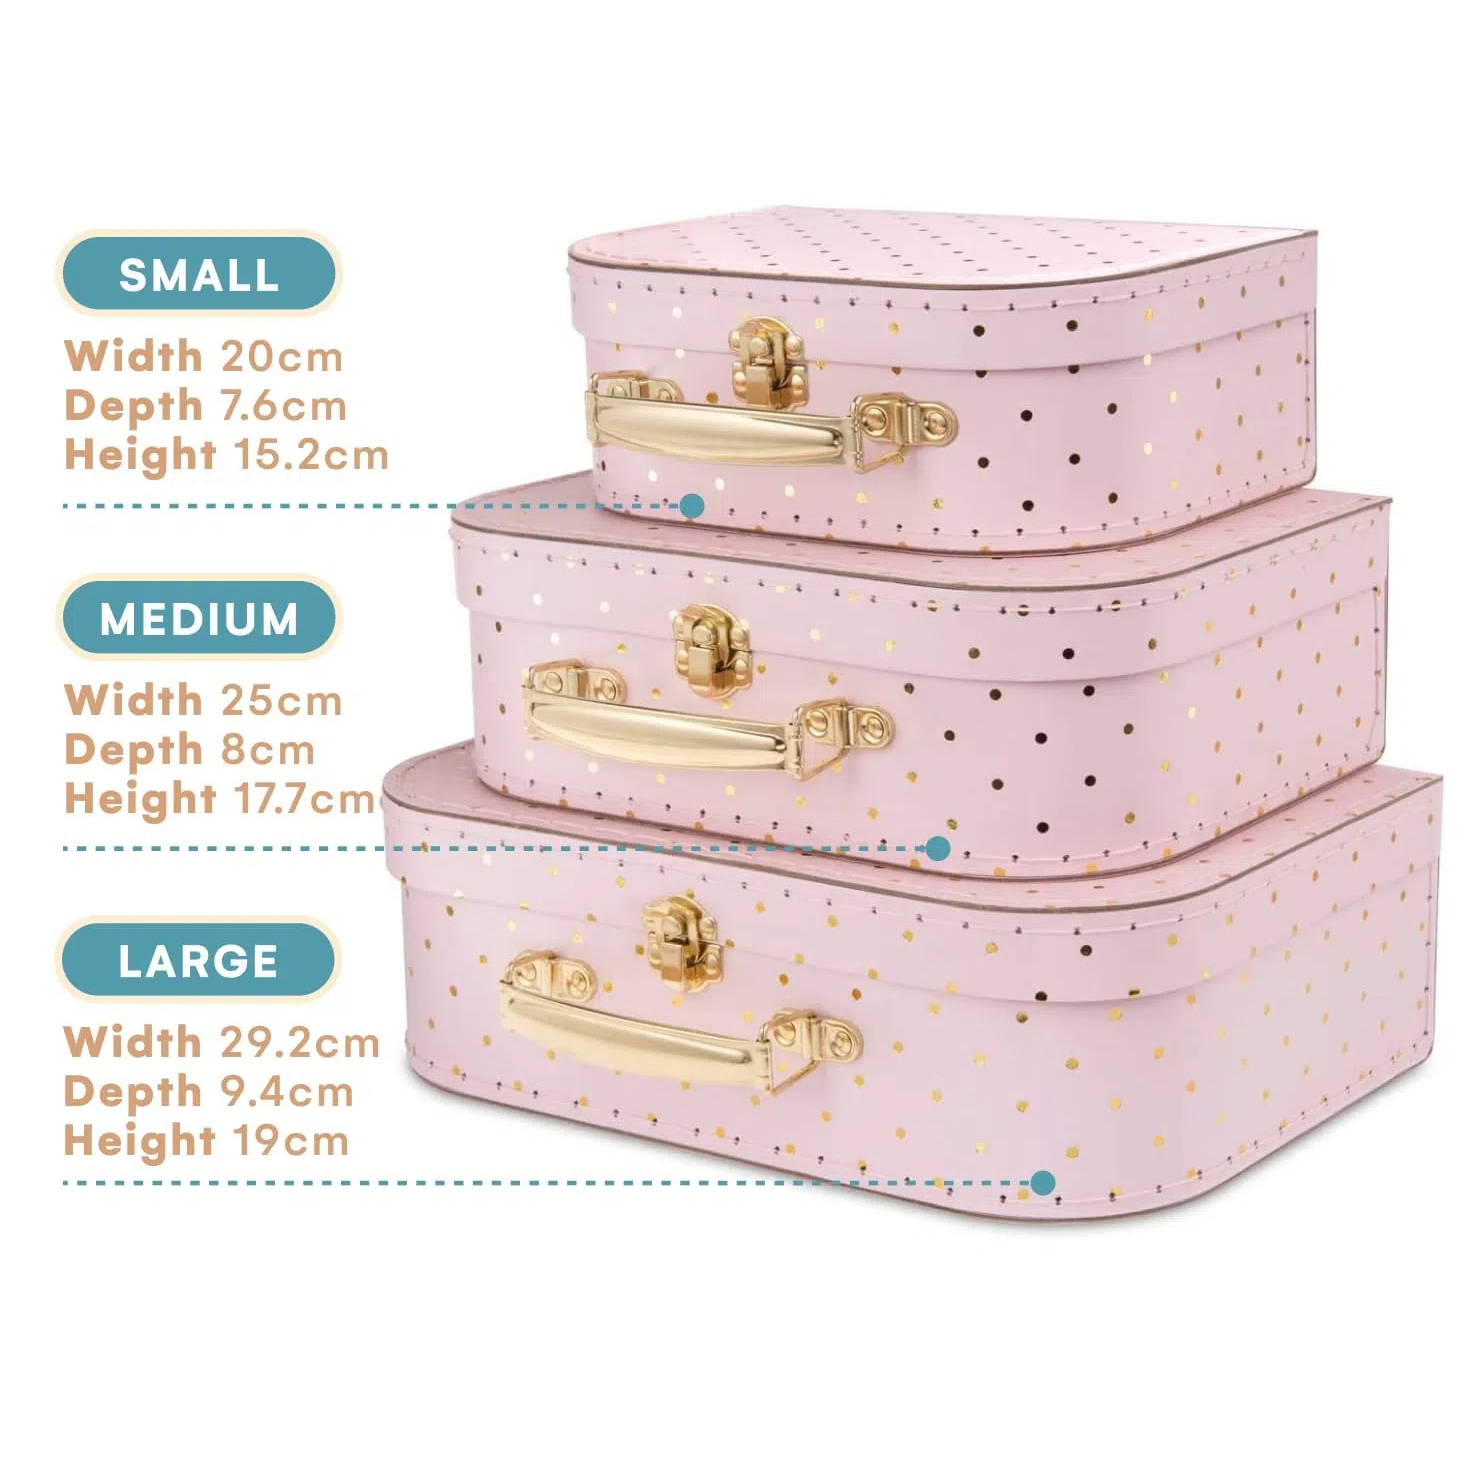 SMALL
Width 20cm
Depth 7.6cm
Height 15.2cm
MEDIUM
Width 25cm
Depth 8cm
Height 17.7cm
LARGE
Width 29.2cm
Depth 9.4cm
Height 19cm